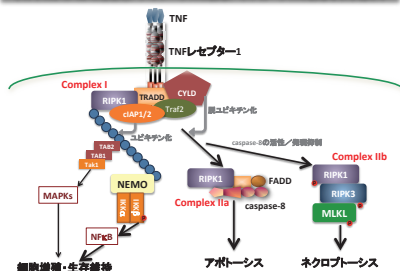 TNF
TNFレセプター1
Complex I
RIPK1
TRADD
CYLD
cIAP1/2
Traf2
脱ユビキチン化
ユビキチン化
caspase-8の活性/発現抑制
TAB2
TAB1
Tak1
Complex IIb
NEMO
RIPK1
FADD
RIPK1
MAPKs
IKKα
IKKβ
Complex IIa
caspase-8
RIPK3
MLKL
NFκB
細胞増殖・生存維持
アポトーシス
ネクロプトーシス